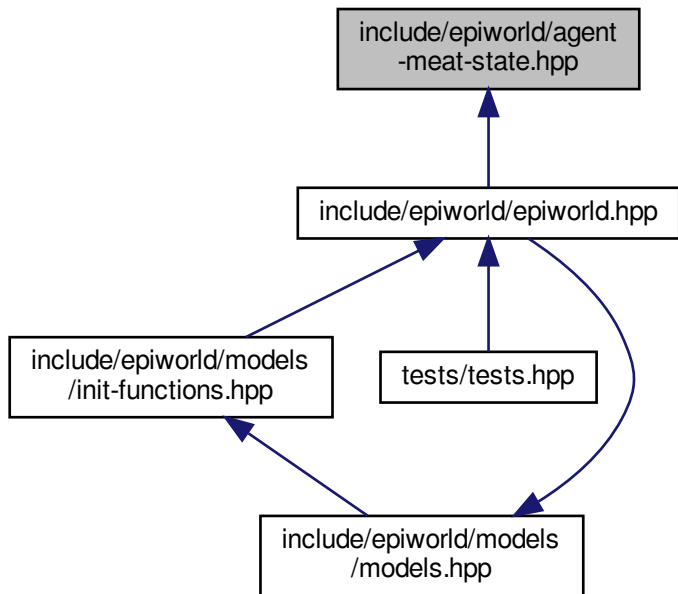 include/epiworld/agent
-meat-state.hpp
include/epiworld/epiworld.hpp
include/epiworld/models
/init-functions.hpp
tests/tests.hpp
include/epiworld/models
/models.hpp